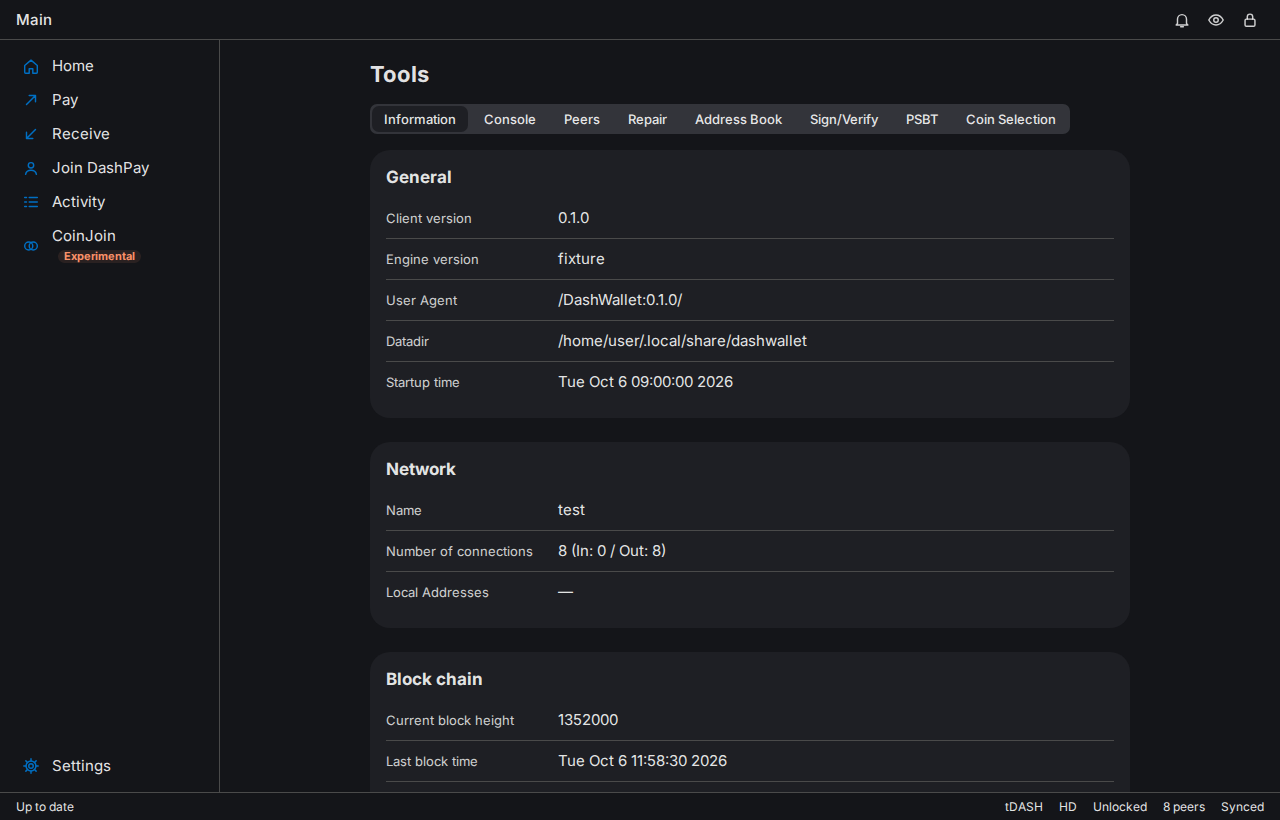 Main
Home
Pay
Receive
Join DashPay
Activity
CoinJoin
Experimental
Settings
Tools
Information Console Peers Repair Address Book Sign/Verify PSBT Coin Selection
General
Client version 0.1.0
Engine version fixture
User Agent /DashWallet:0.1.0/
Datadir /home/user/.local/share/dashwallet
Startup time Tue Oct 6 09:00:00 2026
Network
Name test
Number of connections 8 (In: 0 / Out: 8)
Local Addresses —
Block chain
Current block height 1352000
Last block time Tue Oct 6 11:58:30 2026
Up to date tDASH HD Unlocked 8 peers Synced